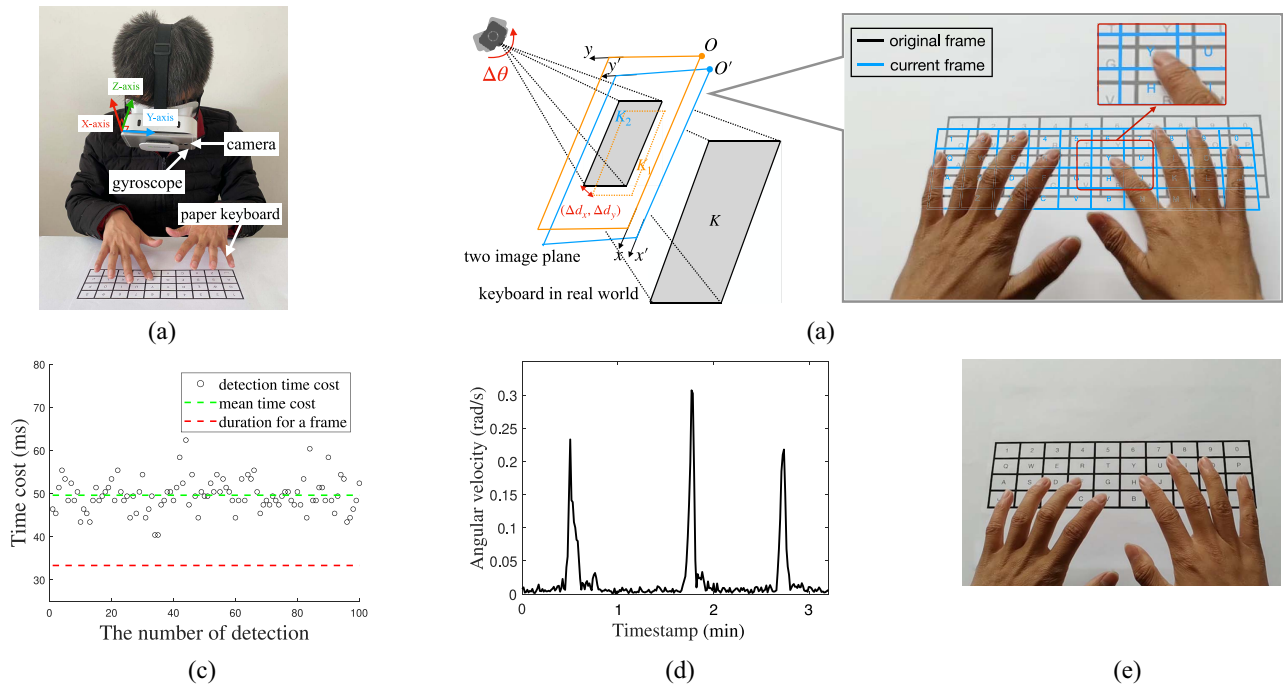 Z-axis
X-axis
Y-axis
camera
gyroscope
paper keyboard
(a)
Δθ
y
y′
O
O′
K₂
K₁
K
(Δdₓ, Δdᵧ)
x
x′
two image plane
keyboard in real world
original frame
current frame
Y
U
G
H
(a)
80
70
60
50
40
30
0
20
40
60
80
100
Time cost (ms)
The number of detection
detection time cost
mean time cost
duration for a frame
(c)
0.3
0.25
0.2
0.15
0.1
0.05
0
0
1
2
3
Angular velocity (rad/s)
Timestamp (min)
(d)
1 2 3 4 5 6 7 8 9 0
Q W E R T Y U O P
A S D G H J
C V B
(e)